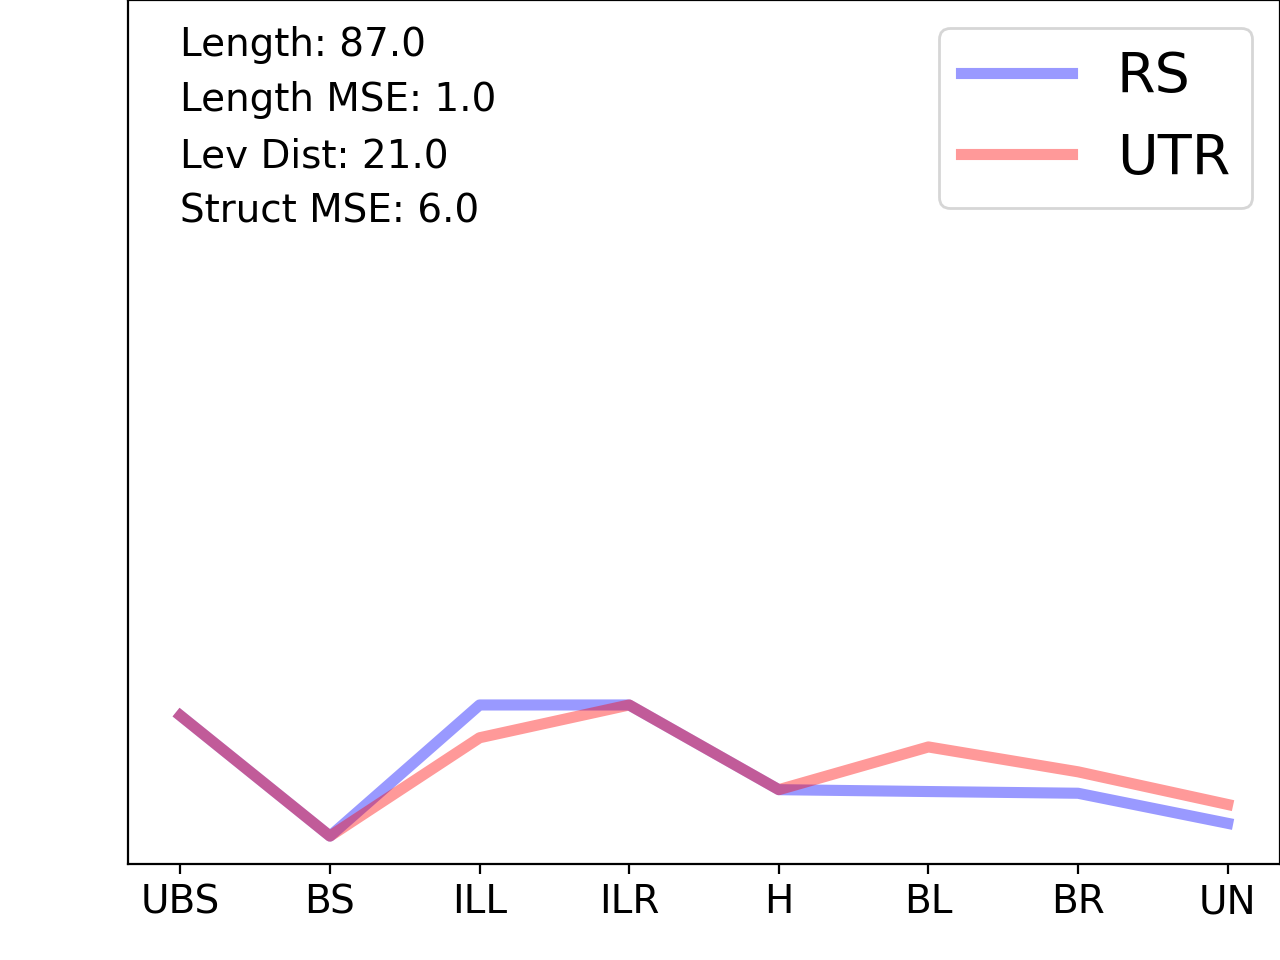 Length: 87.0
Length MSE: 1.0
Lev Dist: 21.0
Struct MSE: 6.0
RS
UTR
UBS BS ILL ILR H BL BR UN